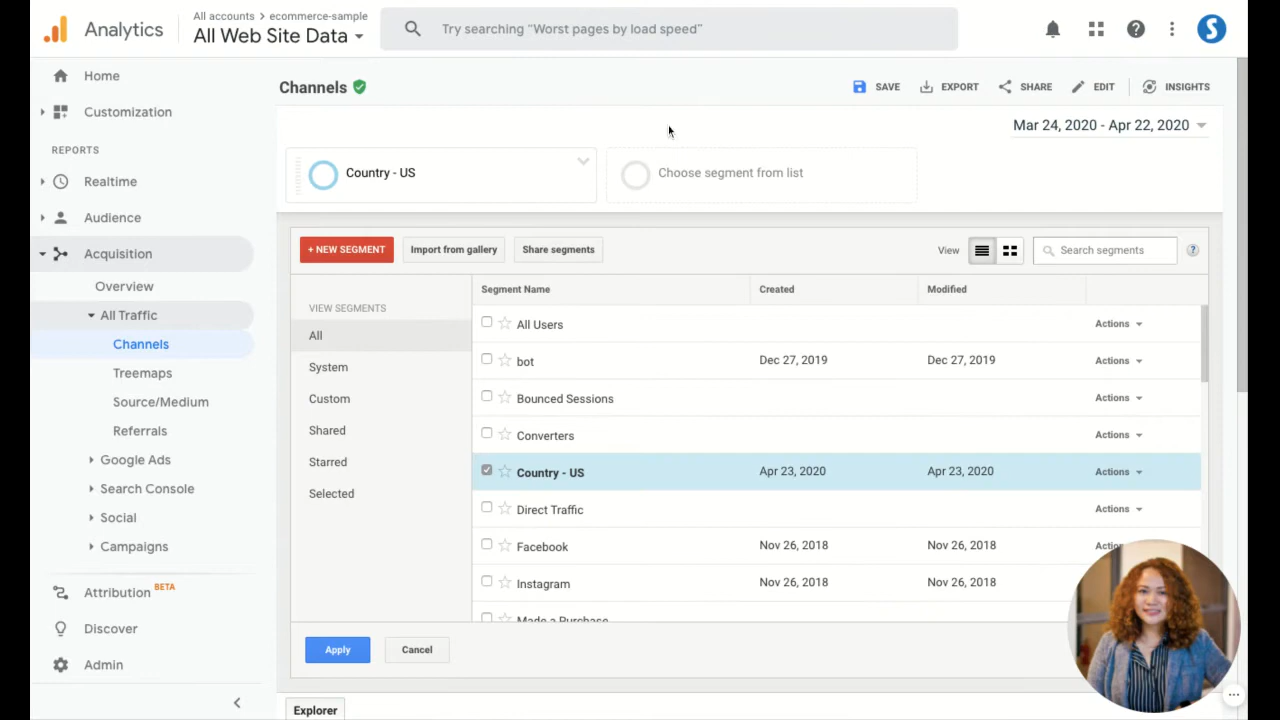 Analytics
All accounts > ecommerce-sample
All Web Site Data
Try searching “Worst pages by load speed”
Home
Customization
REPORTS
Realtime
Audience
Acquisition
Overview
All Traffic
Channels
Treemaps
Source/Medium
Referrals
Google Ads
Search Console
Social
Campaigns
Attribution BETA
Discover
Admin
Channels
SAVE
EXPORT
SHARE
EDIT
INSIGHTS
Mar 24, 2020 - Apr 22, 2020
Country - US
Choose segment from list
+ NEW SEGMENT
Import from gallery
Share segments
View
Search segments
?
VIEW SEGMENTS
All
System
Custom
Shared
Starred
Selected
Segment Name Created Modified
All Users Actions
bot Dec 27, 2019 Dec 27, 2019 Actions
Bounced Sessions Actions
Converters Actions
Country - US Apr 23, 2020 Apr 23, 2020 Actions
Direct Traffic Actions
Facebook Nov 26, 2018 Nov 26, 2018 Actio
Instagram Nov 26, 2018 Nov 26, 2018
Made a Purchase
Apply
Cancel
Explorer